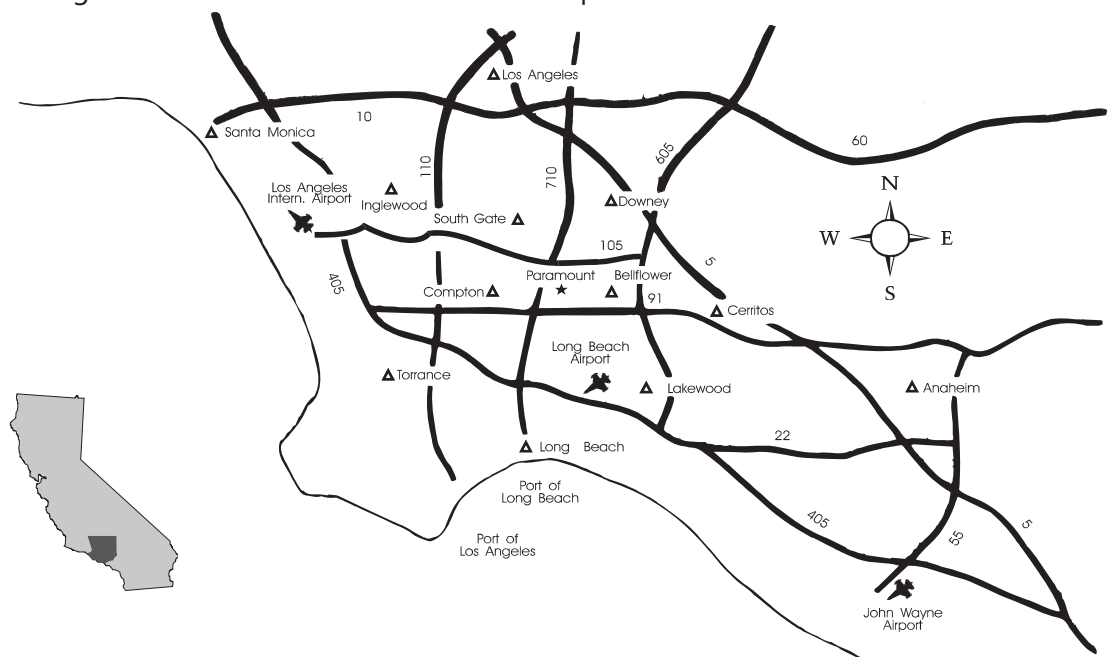 Los Angeles
10
Santa Monica
60
605
110
710
N
Los Angeles
Intern. Airport
Inglewood
Downey
South Gate
W
E
105
5
S
405
Paramount
Bellflower
Compton
91
Cerritos
Long Beach
Airport
Torrance
Lakewood
Anaheim
22
Long Beach
Port of
Long Beach
405
5
55
Port of
Los Angeles
John Wayne
Airport